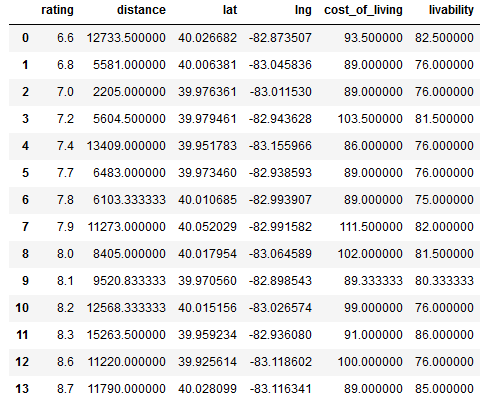 rating distance lat lng cost_of_living livability
0 6.6 12733.500000 40.026682 -82.873507 93.500000 82.500000
1 6.8 5581.000000 40.006381 -83.045836 89.000000 76.000000
2 7.0 2205.000000 39.976361 -83.011530 89.000000 76.000000
3 7.2 5604.500000 39.979461 -82.943628 103.500000 81.500000
4 7.4 13409.000000 39.951783 -83.155966 86.000000 76.000000
5 7.7 6483.000000 39.973460 -82.938593 89.000000 76.000000
6 7.8 6103.333333 40.010685 -82.993907 89.000000 75.000000
7 7.9 11273.000000 40.052029 -82.991582 111.500000 82.000000
8 8.0 8405.000000 40.017954 -83.064589 102.000000 81.500000
9 8.1 9520.833333 39.970560 -82.898543 89.333333 80.333333
10 8.2 12568.333333 40.015156 -83.026574 99.000000 76.000000
11 8.3 15263.500000 39.959234 -82.936080 91.000000 86.000000
12 8.6 11220.000000 39.925614 -83.118602 100.000000 76.000000
13 8.7 11790.000000 40.028099 -83.116341 89.000000 85.000000